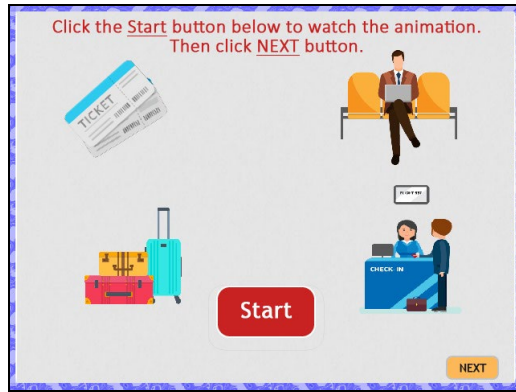 Click the Start button below to watch the animation.
Then click NEXT button.
TICKET
CHECK-IN
Start
NEXT